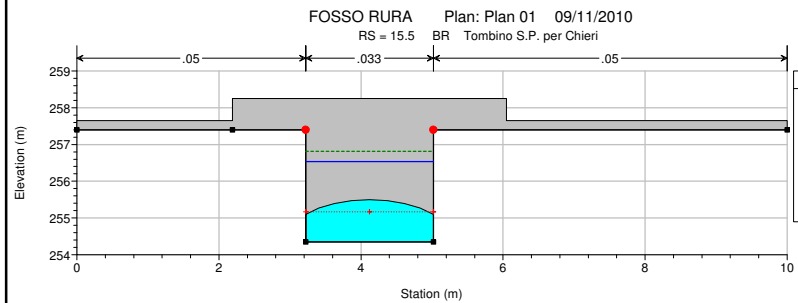 FOSSO RURA Plan: Plan 01 09/11/2010
RS = 15.5 BR Tombino S.P. per Chieri
.05 .033 .05
259
258
257
256
255
254
0 2 4 6 8 10
Elevation (m)
Station (m)